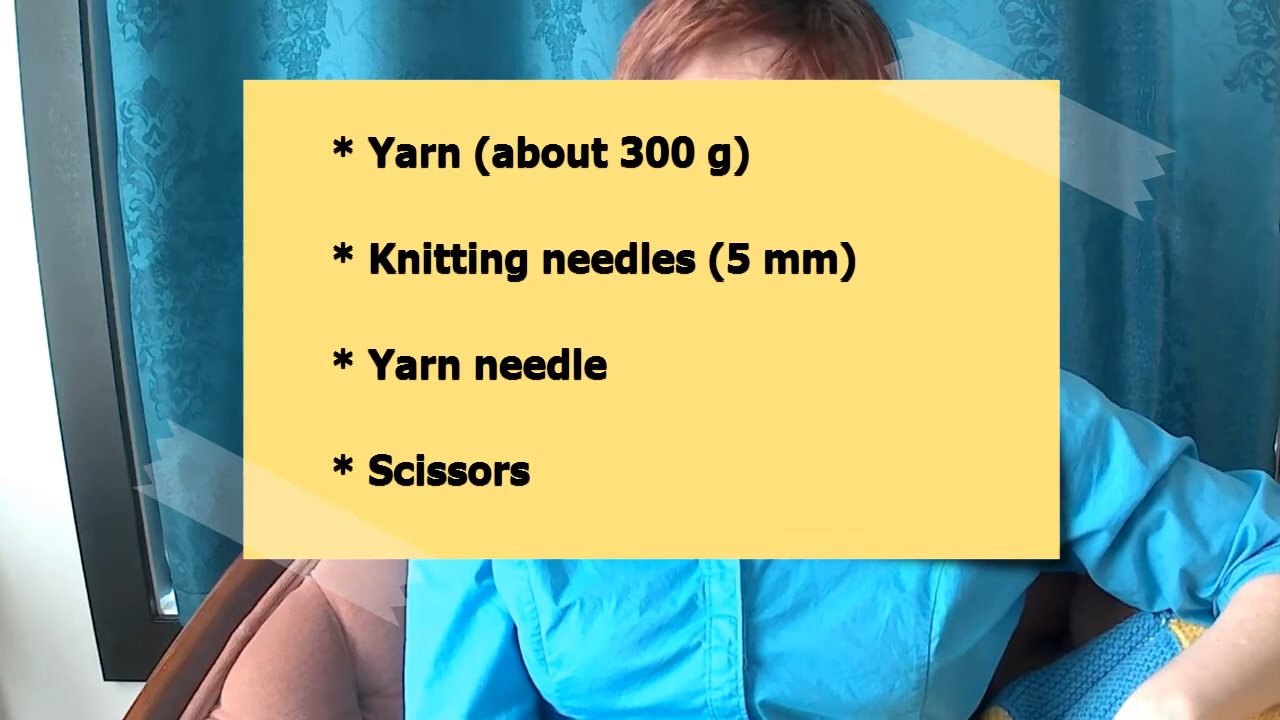 * Yarn (about 300 g)
* Knitting needles (5 mm)
* Yarn needle
* Scissors